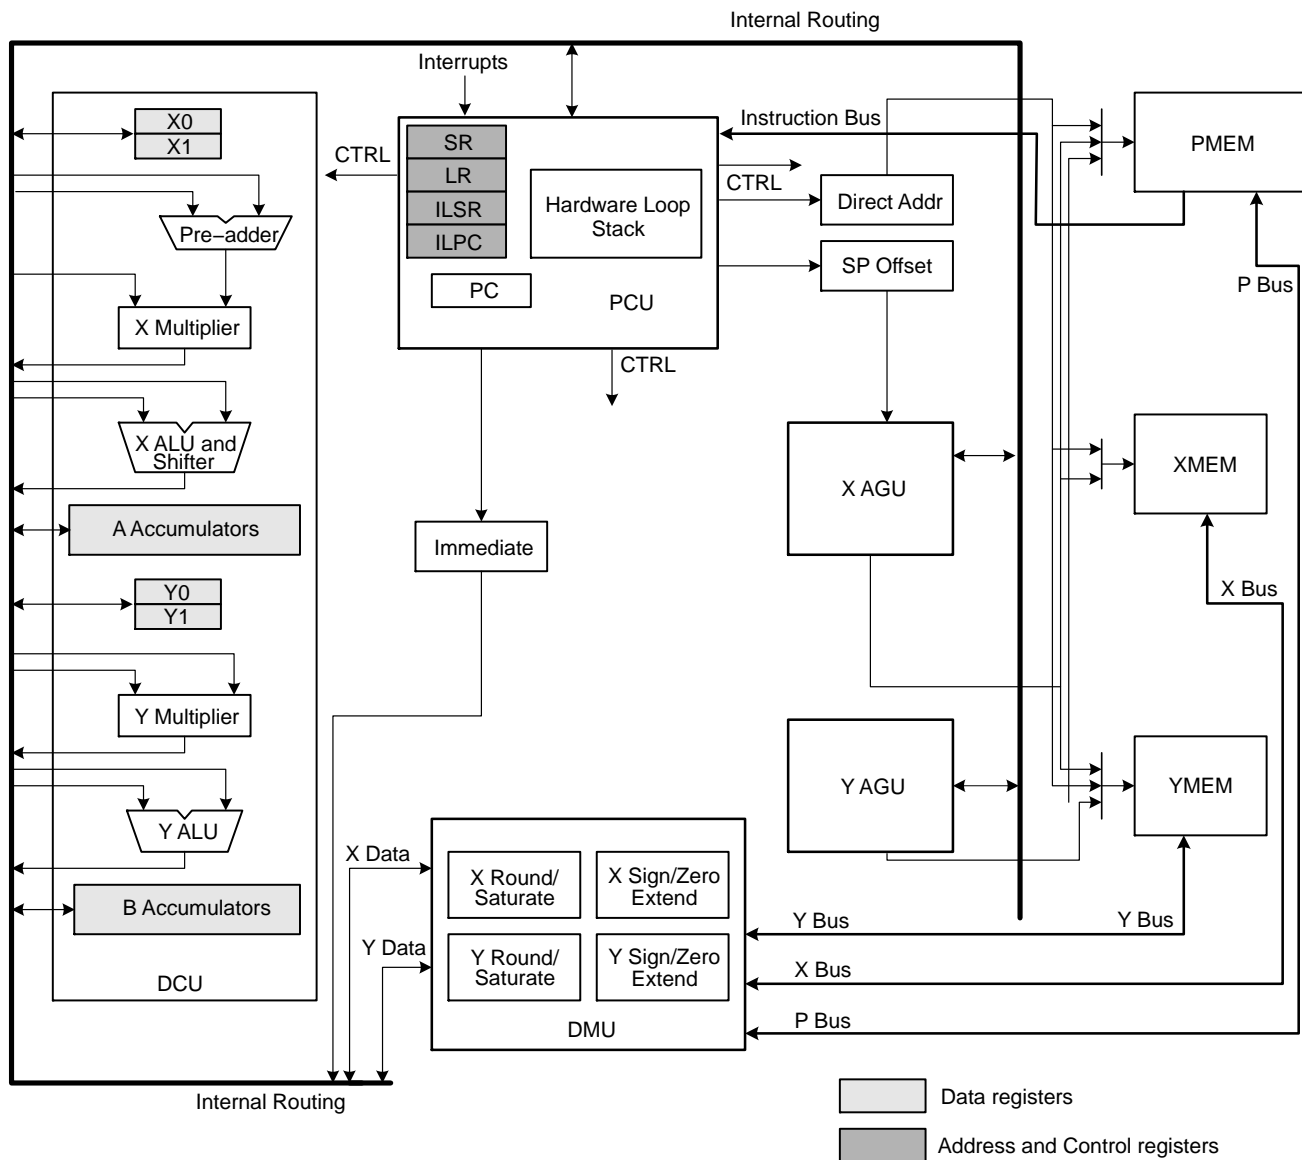 Internal Routing
Interrupts
X0
X1
Pre–adder
X Multiplier
X ALU and
Shifter
A Accumulators
Y0
Y1
Y Multiplier
Y ALU
B Accumulators
DCU
CTRL
SR
LR
ILSR
ILPC
PC
Hardware Loop
Stack
PCU
CTRL
Immediate
Instruction Bus
CTRL
Direct Addr
SP Offset
X AGU
Y AGU
PMEM
P Bus
XMEM
X Bus
YMEM
X Data
Y Data
X Round/
Saturate
X Sign/Zero
Extend
Y Round/
Saturate
Y Sign/Zero
Extend
DMU
Y Bus
Y Bus
X Bus
P Bus
Internal Routing
Data registers
Address and Control registers